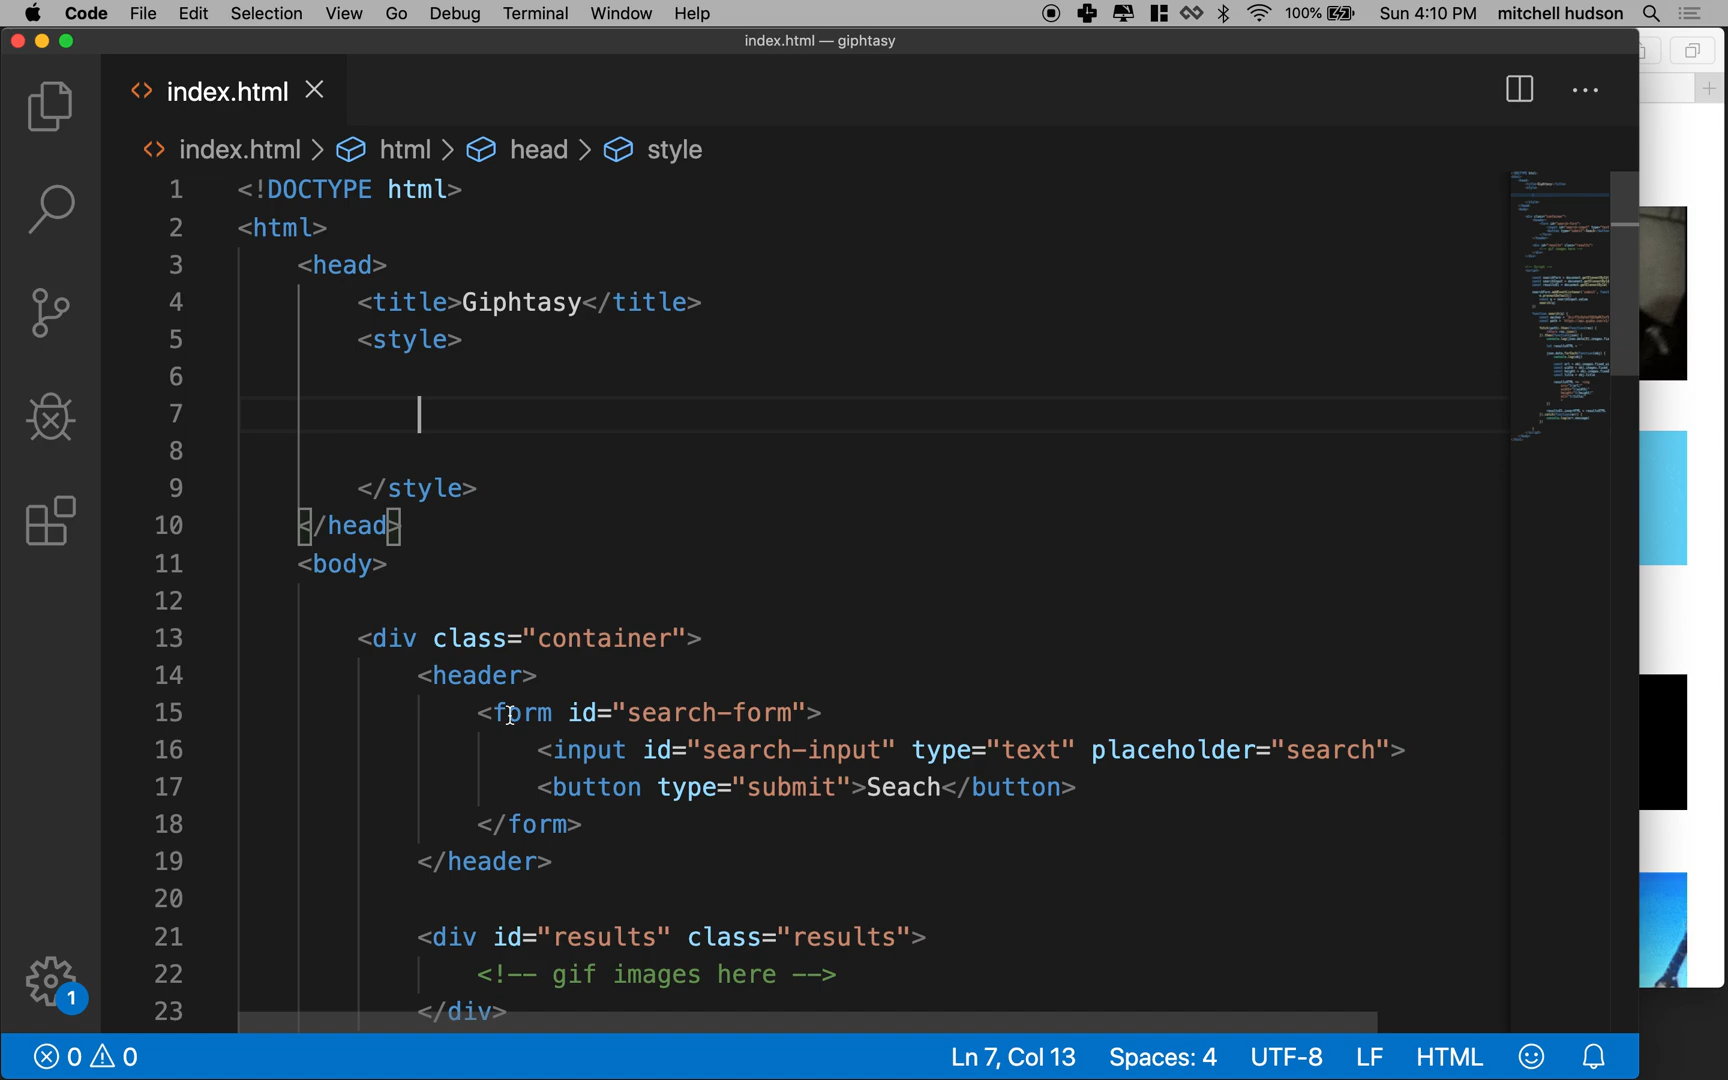 Code File Edit Selection View Go Debug Terminal Window Help 100% Sun 4:10 PM mitchell hudson
index.html — giphtasy
index.html
index.html > html > head > style
1 <!DOCTYPE html>
2 <html>
3 <head>
4 <title>Giphtasy</title>
5 <style>
6
7
8
9 </style>
10 </head>
11 <body>
12
13 <div class="container">
14 <header>
15 <form id="search-form">
16 <input id="search-input" type="text" placeholder="search">
17 <button type="submit">Seach</button>
18 </form>
19 </header>
20
21 <div id="results" class="results">
22 <!-- gif images here -->
23 </div>
1
0 0 Ln 7, Col 13 Spaces: 4 UTF-8 LF HTML